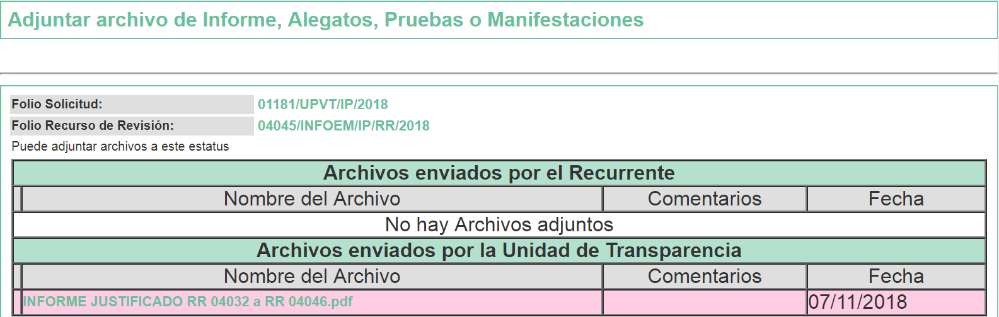 Adjuntar archivo de Informe, Alegatos, Pruebas o Manifestaciones
Folio Solicitud: 01181/UPVT/IP/2018
Folio Recurso de Revisión: 04045/INFOEM/IP/RR/2018
Puede adjuntar archivos a este estatus
Archivos enviados por el Recurrente
Nombre del Archivo Comentarios Fecha
No hay Archivos adjuntos
Archivos enviados por la Unidad de Transparencia
Nombre del Archivo Comentarios Fecha
INFORME JUSTIFICADO RR 04032 a RR 04046.pdf 07/11/2018